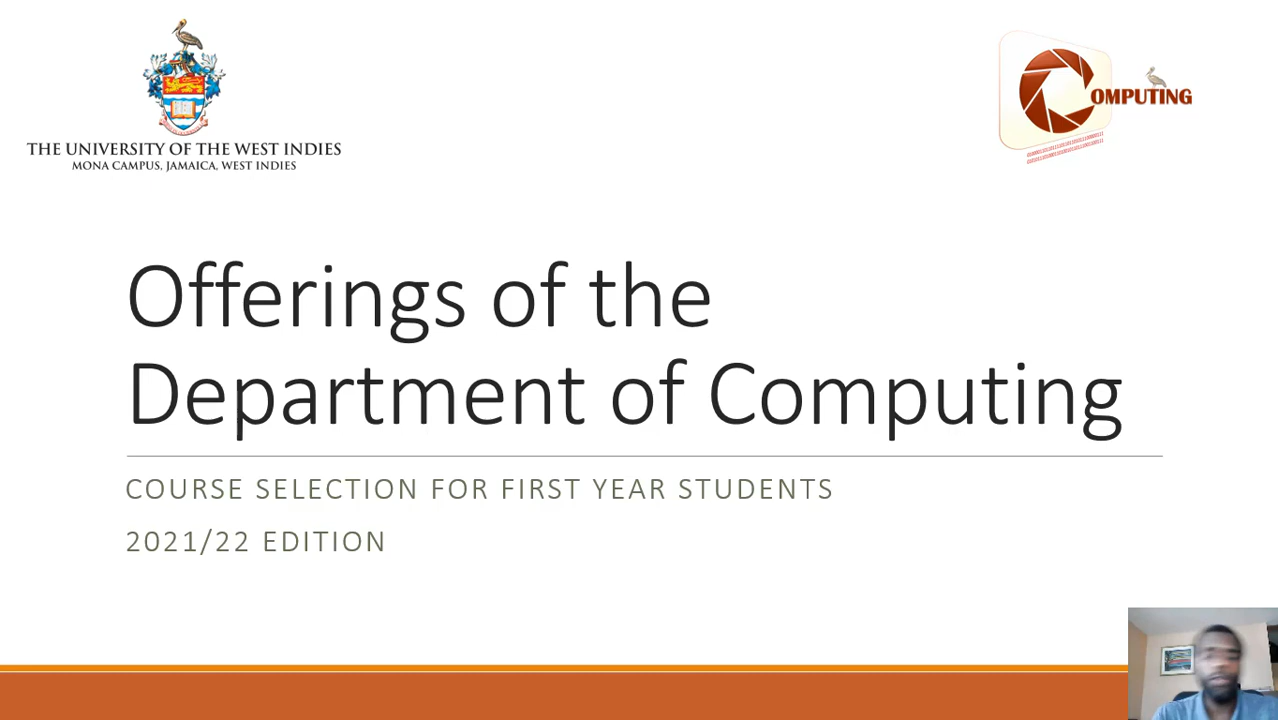 THE UNIVERSITY OF THE WEST INDIES
MONA CAMPUS, JAMAICA, WEST INDIES
COMPUTING
Offerings of the
Department of Computing
COURSE SELECTION FOR FIRST YEAR STUDENTS
2021/22 EDITION